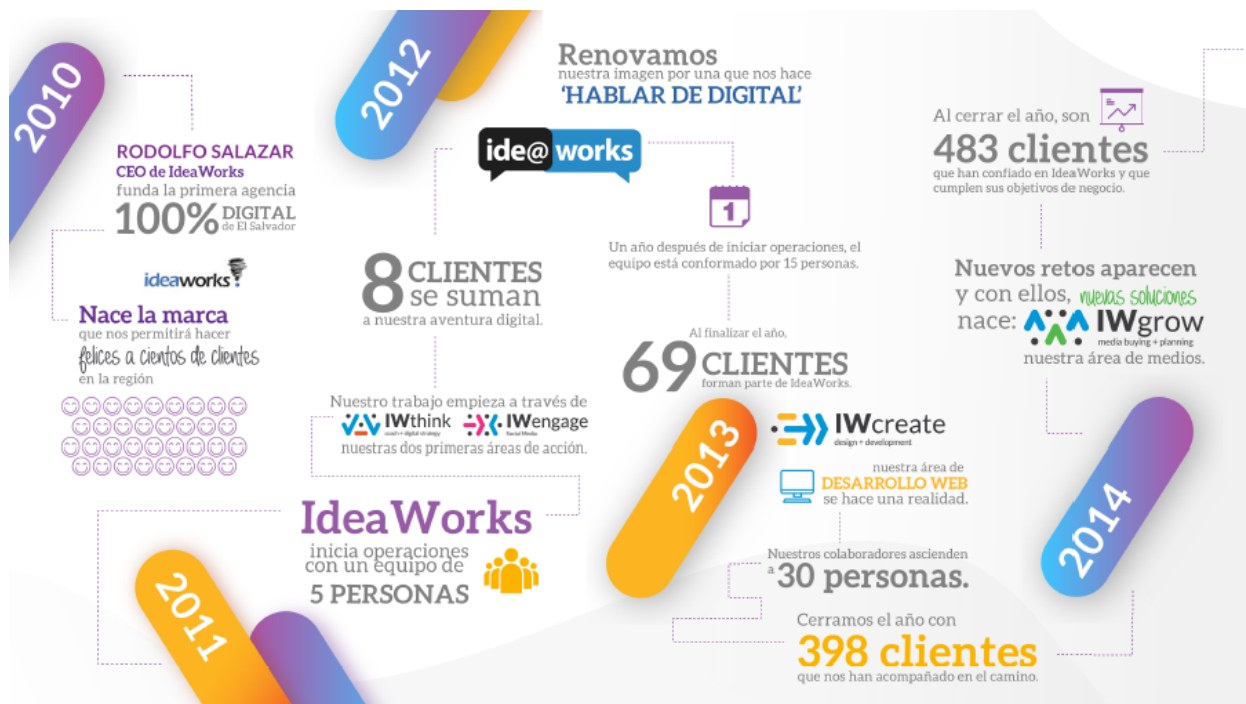 2010
RODOLFO SALAZAR
CEO de IdeaWorks
funda la primera agencia
100% DIGITAL
de El Salvador
ideaworks
Nace la marca
que nos permitirá hacer
felices a cientos de clientes
en la región
2011
IdeaWorks
inicia operaciones
con un equipo de
5 PERSONAS
Nuestro trabajo empieza a través de
IWthink IWengage
coach + digital strategy Social Media
nuestras dos primeras áreas de acción.
8 CLIENTES
se suman
a nuestra aventura digital.
2012
Renovamos
nuestra imagen por una que nos hace
‘HABLAR DE DIGITAL’
ide@works
1
Un año después de iniciar operaciones, el
equipo está conformado por 15 personas.
Al finalizar el año,
69 CLIENTES
forman parte de IdeaWorks.
2013
IWcreate
design + development
nuestra área de
DESARROLLO WEB
se hace una realidad.
Nuestros colaboradores ascienden
a 30 personas.
Cerramos el año con
398 clientes
que nos han acompañado en el camino.
2014
Nuevos retos aparecen
y con ellos, nuevas soluciones
nace: IWgrow
media buying + planning
nuestra área de medios.
Al cerrar el año, son
483 clientes
que han confiado en IdeaWorks y que
cumplen sus objetivos de negocio.